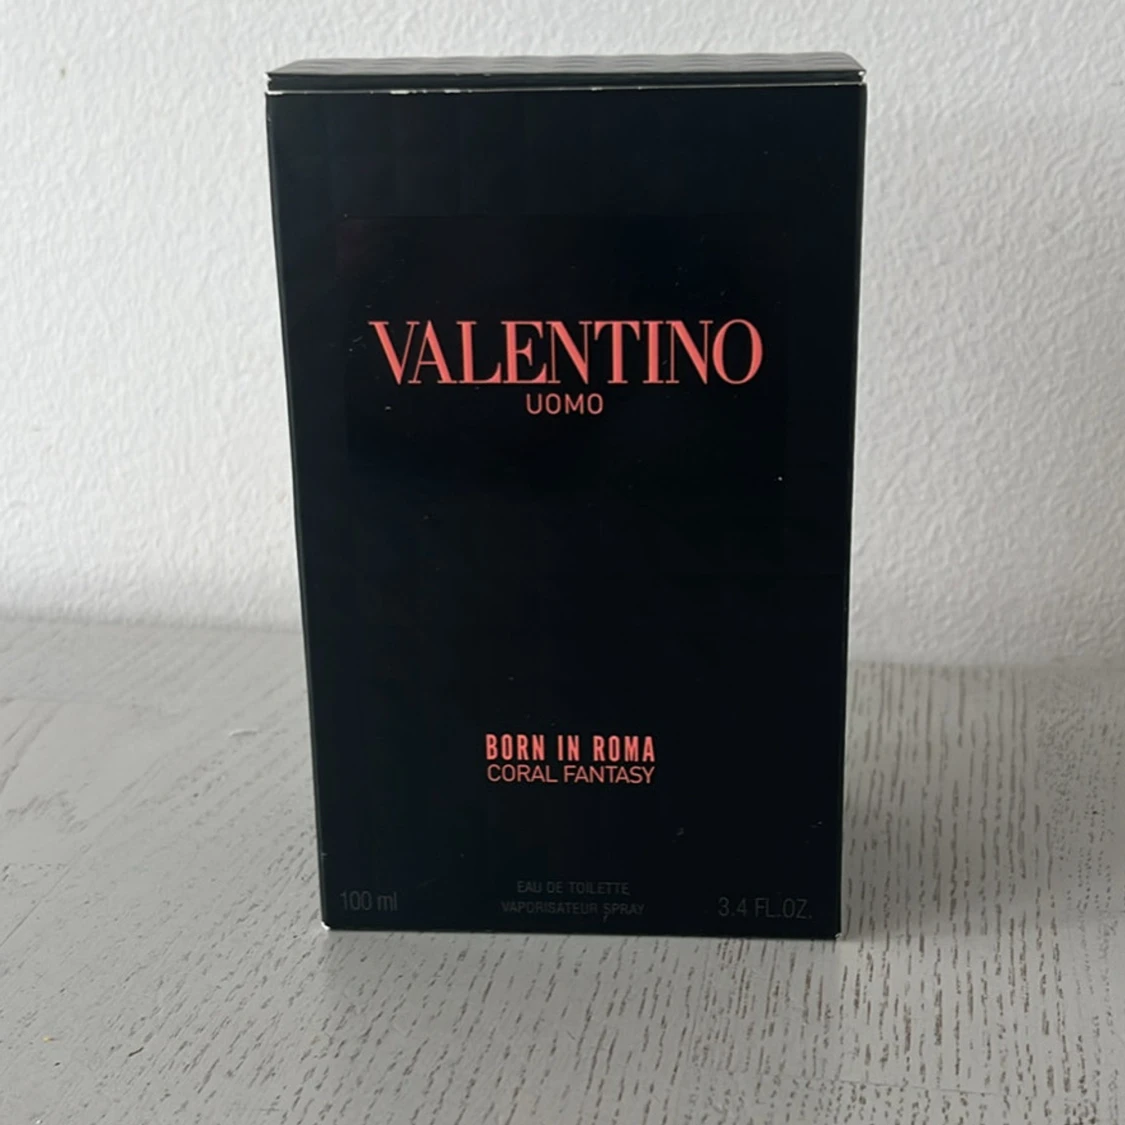 VALENTINO
UOMO
BORN IN ROMA
CORAL FANTASY
EAU DE TOILETTE
100 ml VAPORISATEUR SPRAY 3.4 FL.OZ.